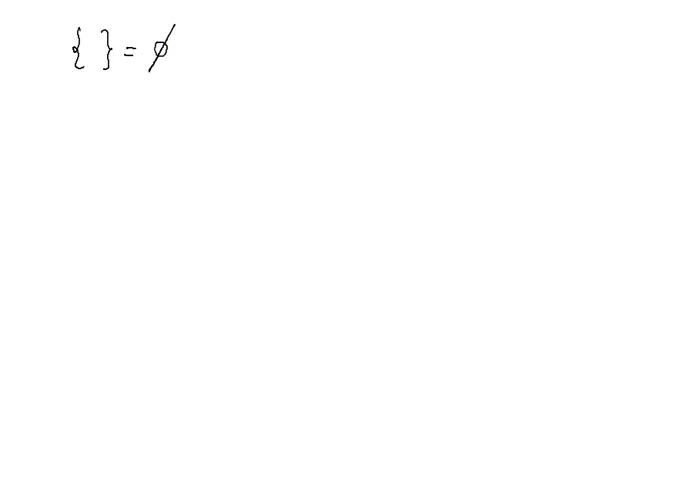 { } = ∅